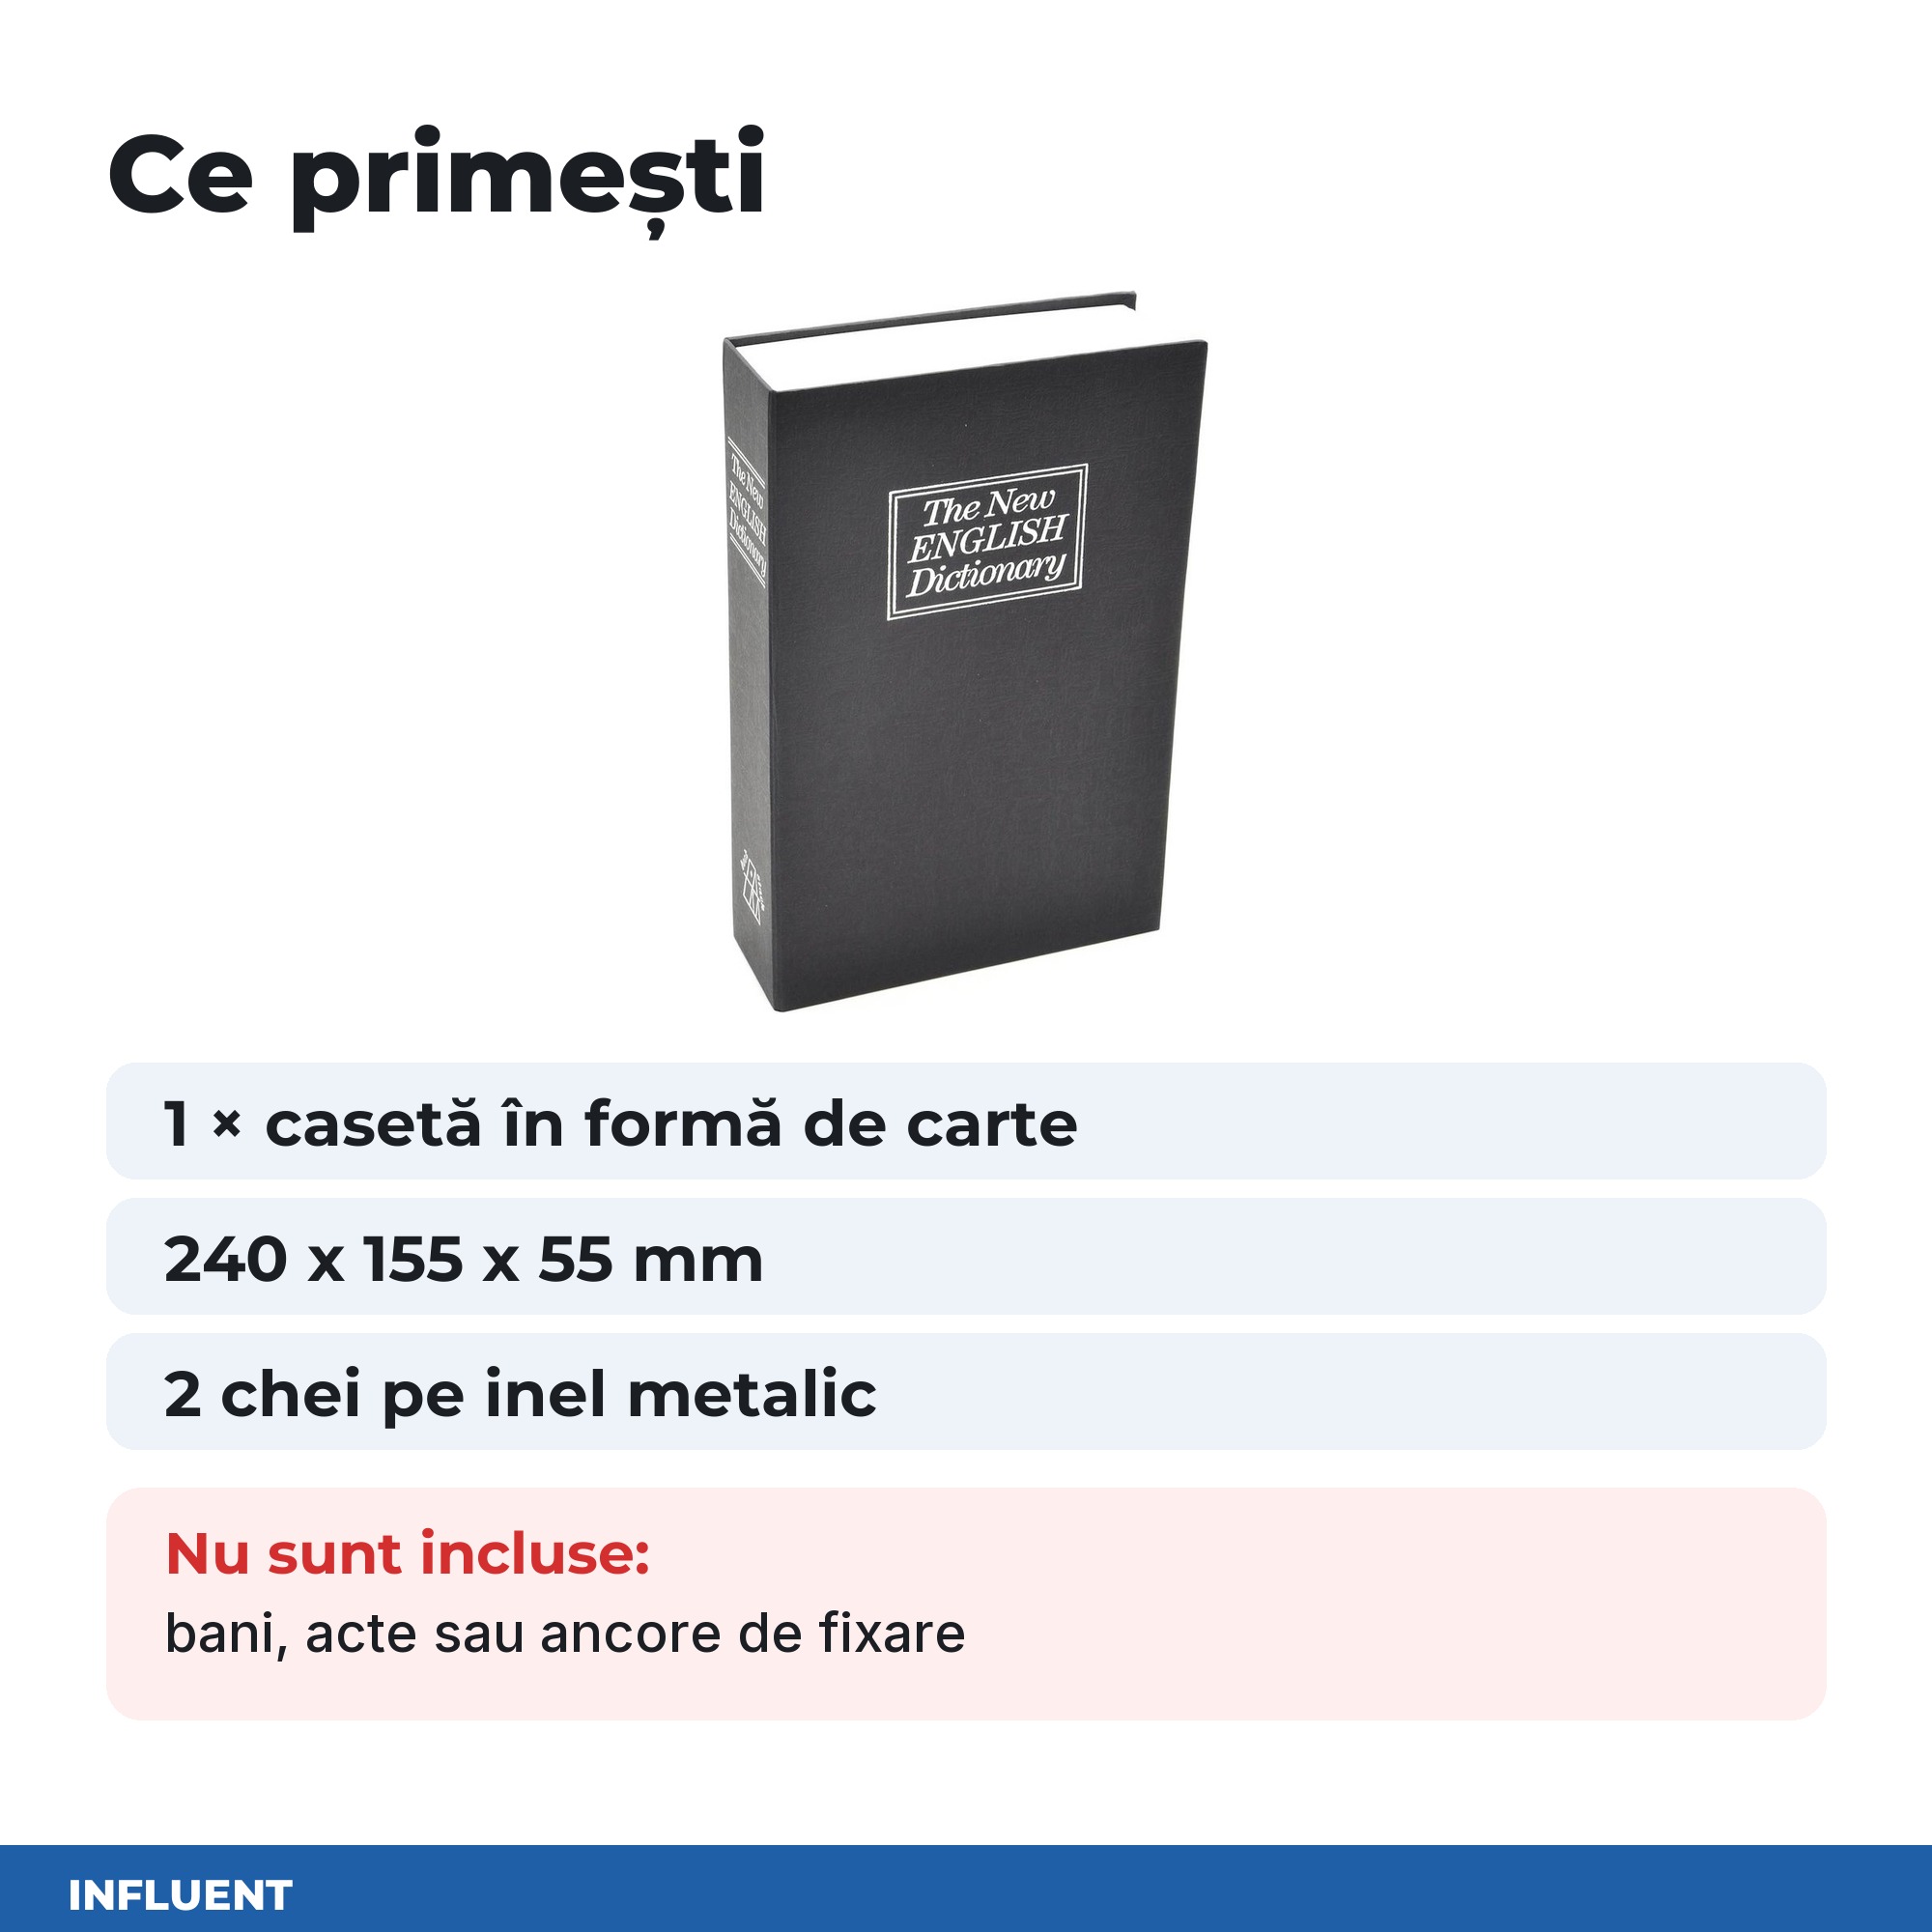 Ce primești
The New
ENGLISH
Dictionary
The New
ENGLISH
Dictionary
1 × casetă în formă de carte
240 x 155 x 55 mm
2 chei pe inel metalic
Nu sunt incluse:
bani, acte sau ancore de fixare
INFLUENT